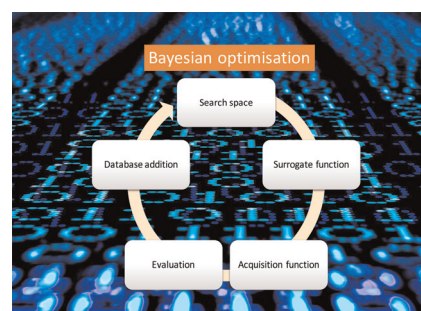 Bayesian optimisation
Search space
Database addition
Surrogate function
Evaluation
Acquisition function